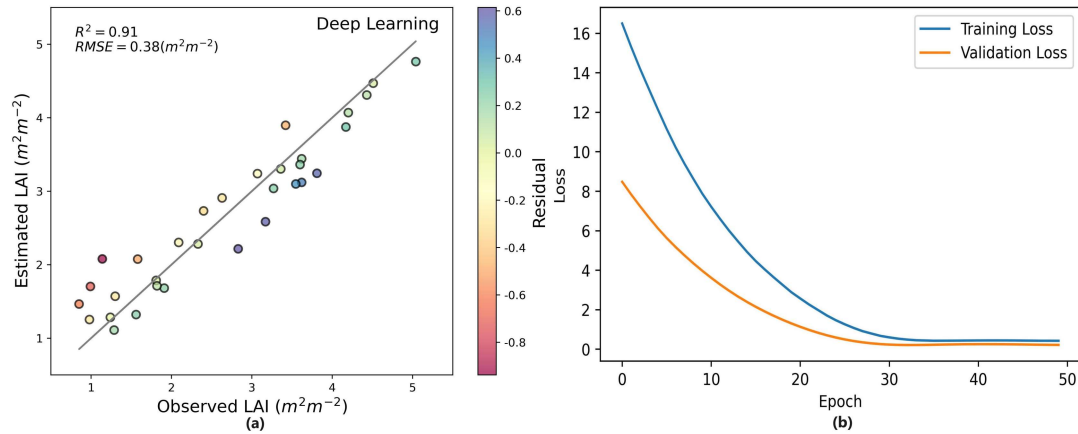 Deep Learning
R² = 0.91
RMSE = 0.38(m²m⁻²)
Estimated LAI (m²m⁻²)
5
4
3
2
1
1 2 3 4 5
Observed LAI (m²m⁻²)
(a)
0.6
0.4
0.2
0.0
-0.2
-0.4
-0.6
-0.8
Residual
Loss
16
14
12
10
8
6
4
2
0
Training Loss
Validation Loss
0 10 20 30 40 50
Epoch
(b)